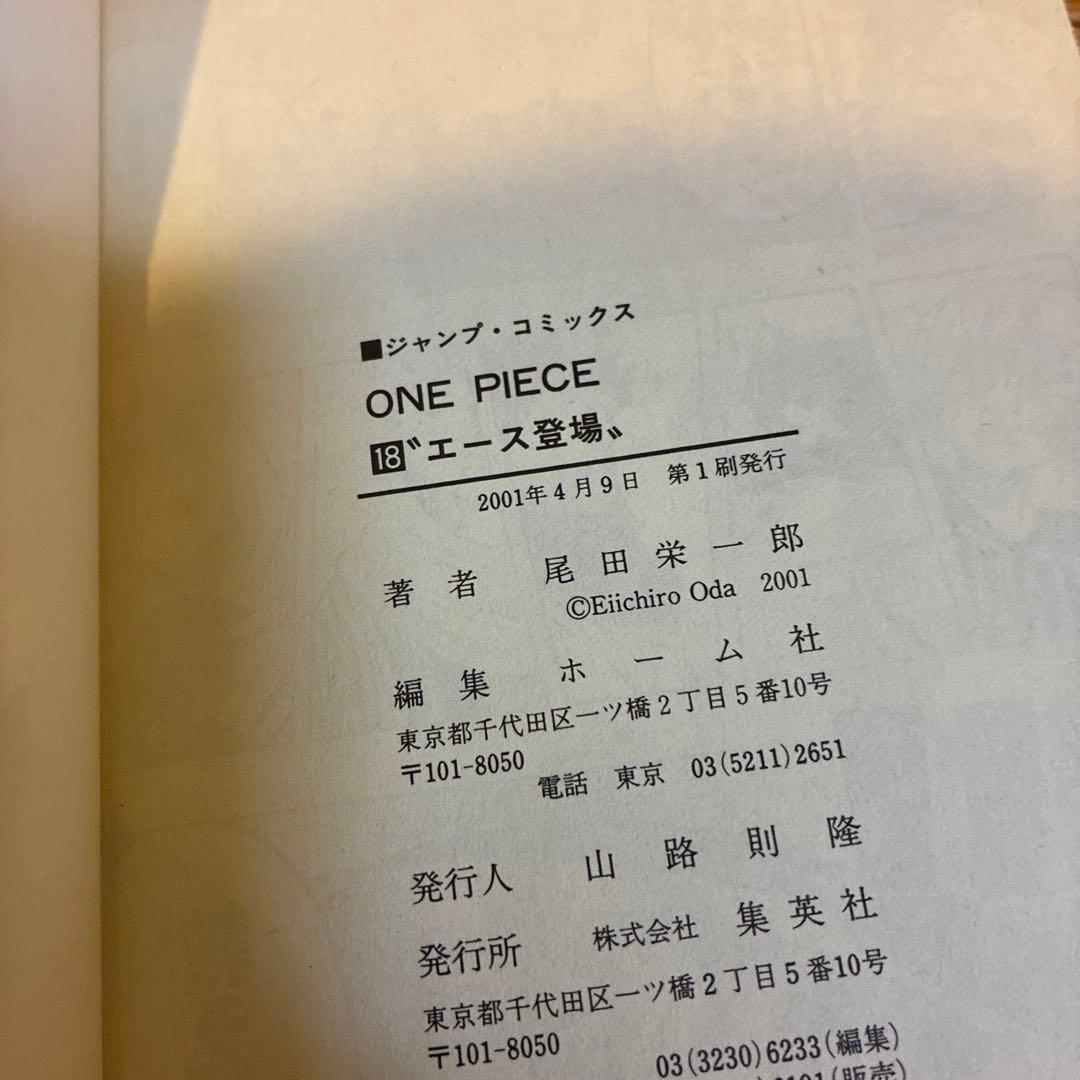 ■ジャンプ・コミックス
ONE PIECE
18〝エース登場〟
2001年4月9日 第1刷発行
著者 尾田栄一郎
©Eiichiro Oda 2001
編集 ホーム社
東京都千代田区一ツ橋2丁目5番10号
〒101-8050
電話 東京 03(5211)2651
発行人 山路則隆
発行所 株式会社 集英社
東京都千代田区一ツ橋2丁目5番10号
〒101-8050
03(3230)6233(編集)
(販売)